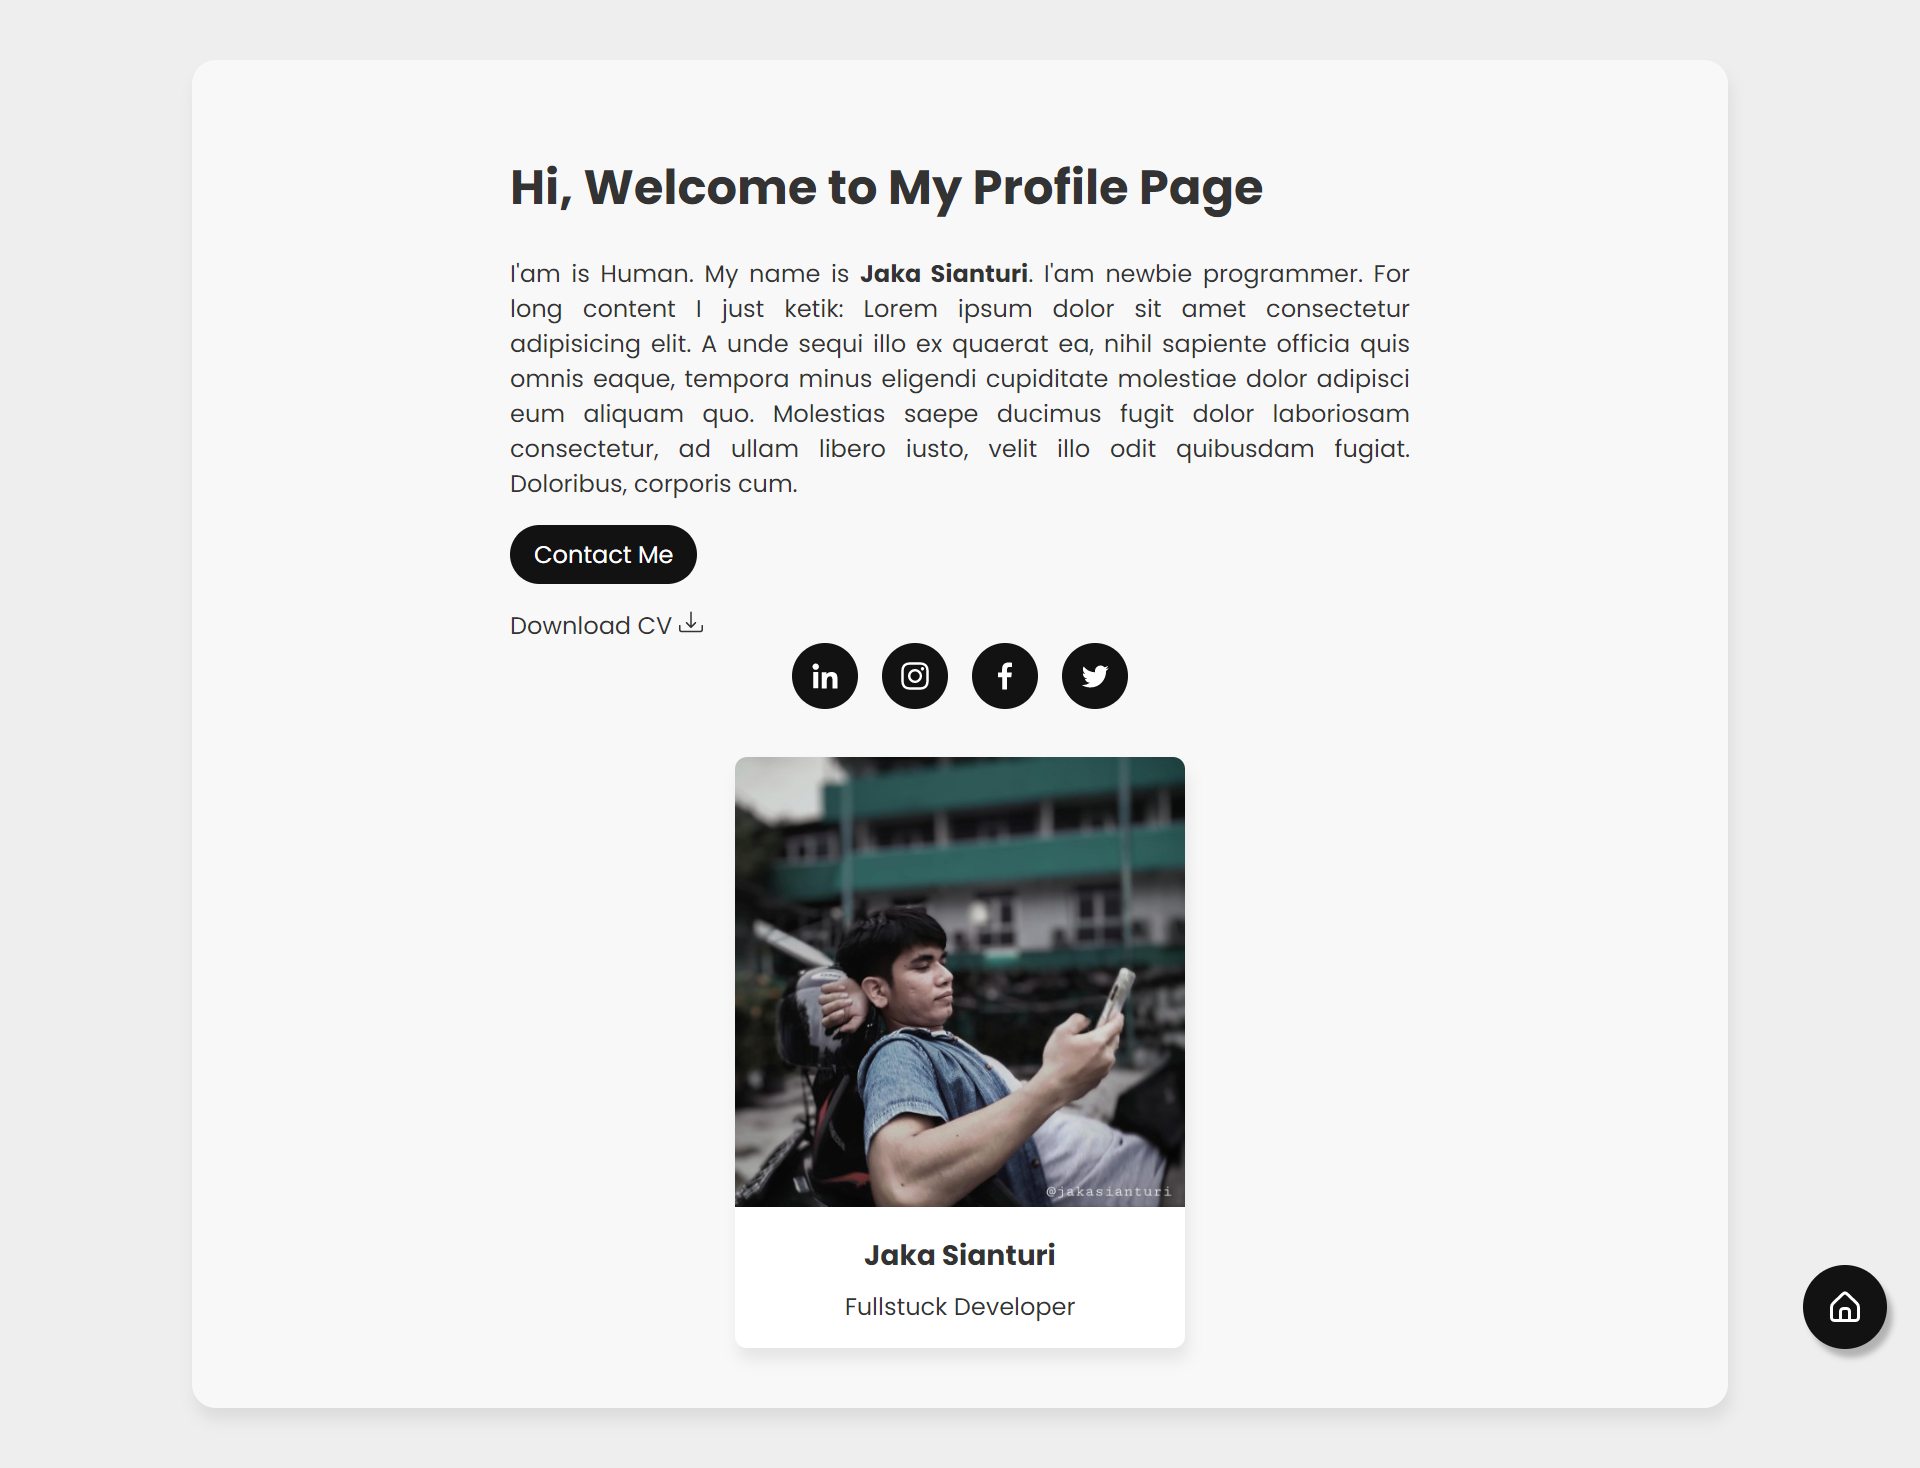 Hi, Welcome to My Profile Page
I'am is Human. My name is Jaka Sianturi. I'am newbie programmer. For
long content I just ketik: Lorem ipsum dolor sit amet consectetur
adipisicing elit. A unde sequi illo ex quaerat ea, nihil sapiente officia quis
omnis eaque, tempora minus eligendi cupiditate molestiae dolor adipisci
eum aliquam quo. Molestias saepe ducimus fugit dolor laboriosam
consectetur, ad ullam libero iusto, velit illo odit quibusdam fugiat.
Doloribus, corporis cum.
Contact Me
Download CV
@jakasianturi
Jaka Sianturi
Fullstuck Developer